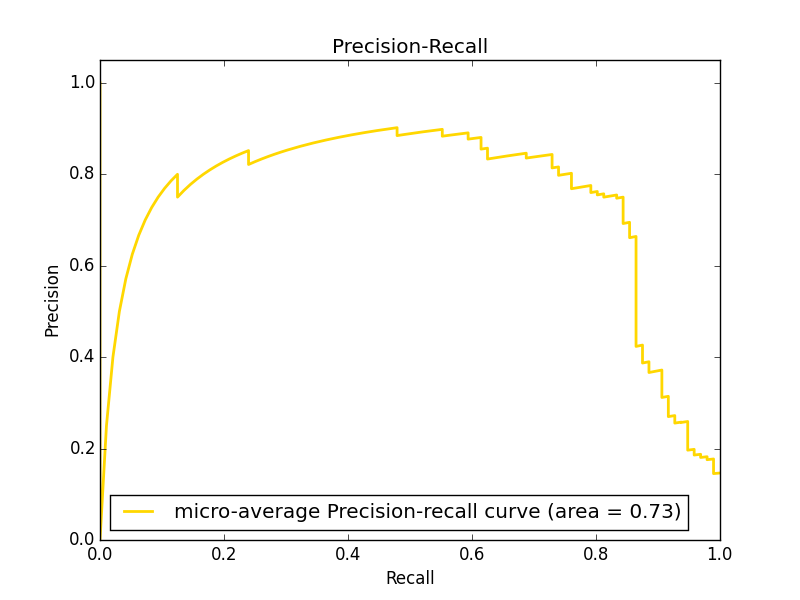 Precision-Recall
1.0
0.8
0.6
0.4
0.2
0.0
Precision
micro-average Precision-recall curve (area = 0.73)
0.0 0.2 0.4 0.6 0.8 1.0
Recall